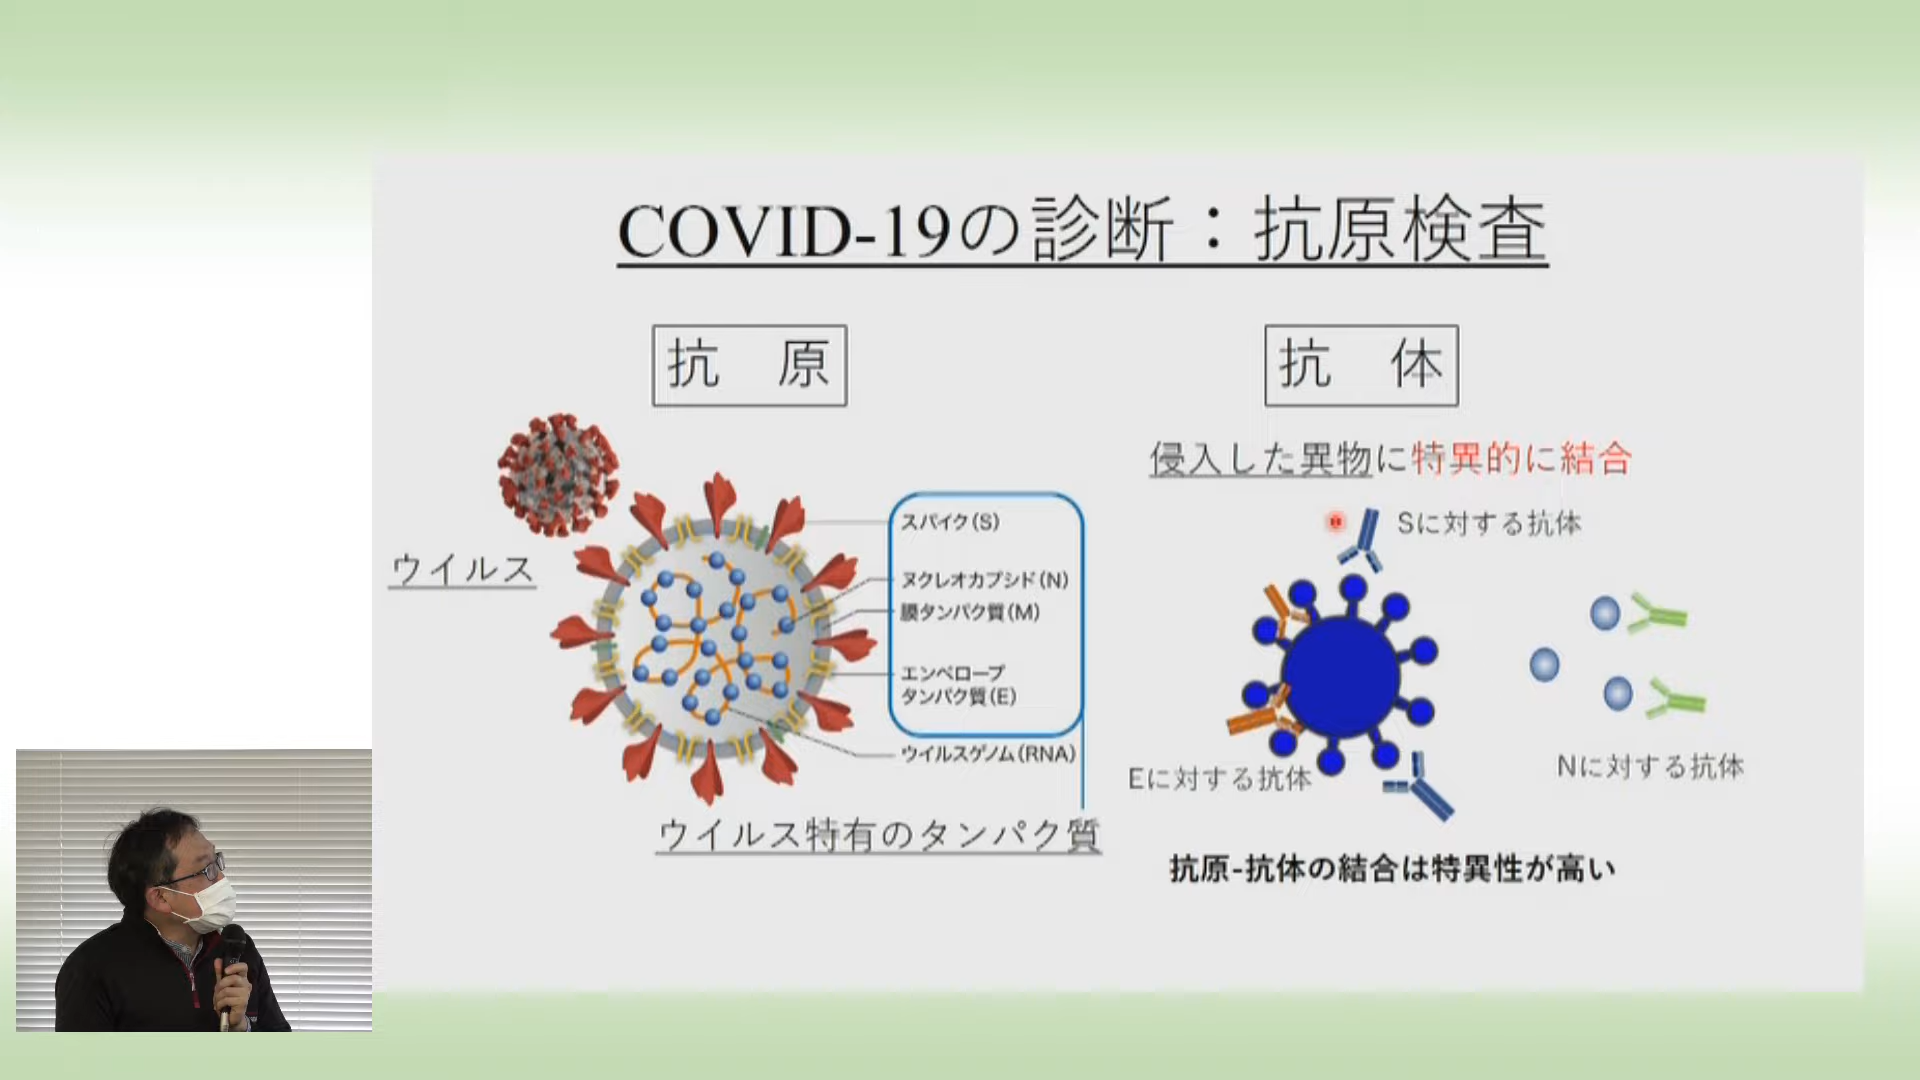 COVID-19の診断：抗原検査
抗　原
ウイルス
スパイク(S)
ヌクレオカプシド(N)
膜タンパク質(M)
エンベロープ
タンパク質(E)
ウイルスゲノム(RNA)
ウイルス特有のタンパク質
抗　体
侵入した異物に特異的に結合
Sに対する抗体
Eに対する抗体
Nに対する抗体
抗原-抗体の結合は特異性が高い